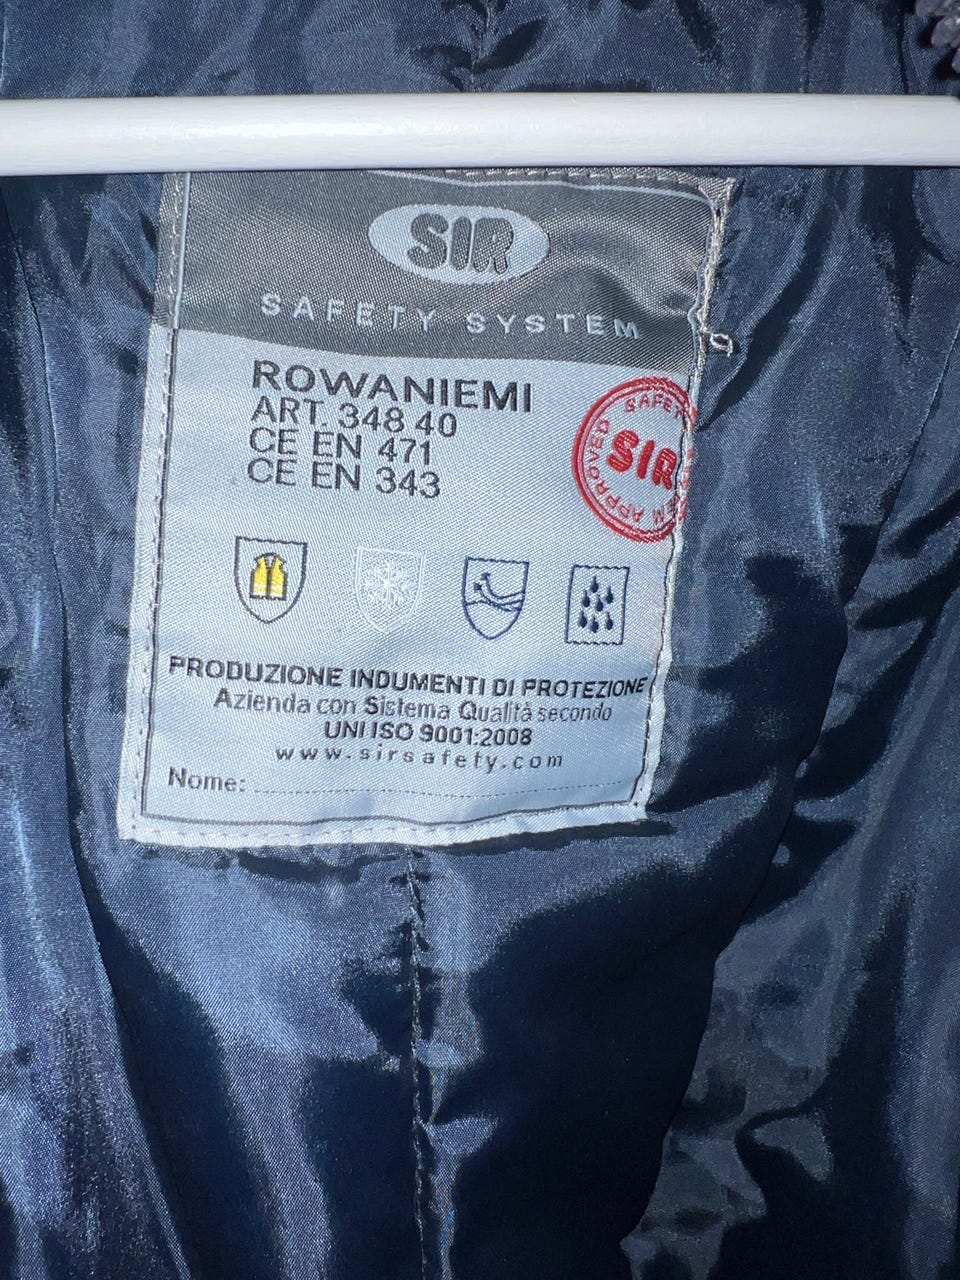 SIR
SAFETY SYSTEM
ROWANIEMI
ART. 348 40
CE EN 471
CE EN 343
SAFETY SYSTEM APPROVED
SIR
PRODUZIONE INDUMENTI DI PROTEZIONE
Azienda con Sistema Qualità secondo
UNI ISO 9001:2008
www.sirsafety.com
Nome: